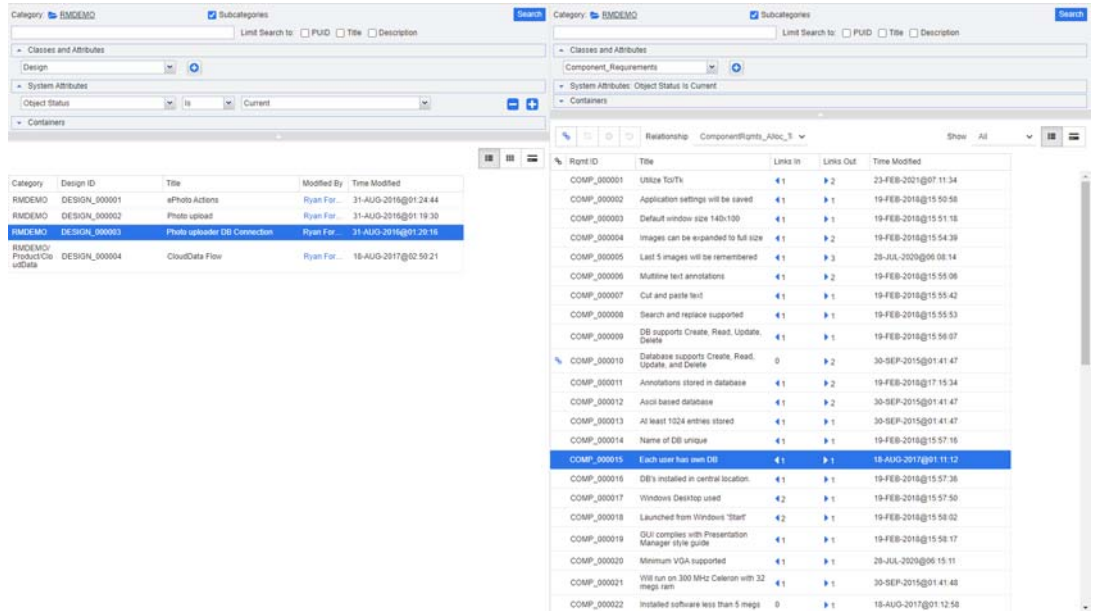 Category: RMDEMO Subcategories Search
Limit Search to: PUID Title Description
Classes and Attributes
Design
System Attributes
Object Status Is Current
Containers
Category Design ID Title Modified By Time Modified
RMDEMO DESIGN_000001 ePhoto Actions Ryan For... 31-AUG-2016@01:24:44
RMDEMO DESIGN_000002 Photo upload Ryan For... 31-AUG-2016@01:19:30
RMDEMO DESIGN_000003 Photo uploader DB Connection Ryan For... 31-AUG-2016@01:20:16
RMDEMO/
Product/Clo
udData
DESIGN_000004 CloudData Flow Ryan For... 18-AUG-2017@02:50:21
Category: RMDEMO Subcategories Search
Limit Search to: PUID Title Description
Classes and Attributes
Component_Requirements
System Attributes: Object Status Is Current
Containers
Relationship ComponentRqmts_Alloc_T Show All
Rqmt ID Title Links In Links Out Time Modified
COMP_000001 Utilize Tcl/Tk 1 2 23-FEB-2021@07:11:34
COMP_000002 Application settings will be saved 1 1 19-FEB-2018@15:50:58
COMP_000003 Default window size 140x100 1 1 19-FEB-2018@15:51:18
COMP_000004 Images can be expanded to full size 1 2 19-FEB-2018@15:54:39
COMP_000005 Last 5 images will be remembered 1 3 28-JUL-2020@06:08:14
COMP_000006 Multiline text annotations 1 2 19-FEB-2018@15:55:06
COMP_000007 Cut and paste text 1 1 19-FEB-2018@15:55:42
COMP_000008 Search and replace supported 1 1 19-FEB-2018@15:55:53
COMP_000009 DB supports Create, Read, Update,
Delete 1 1 19-FEB-2018@15:56:07
COMP_000010 Database supports Create, Read,
Update, and Delete 0 2 30-SEP-2015@01:41:47
COMP_000011 Annotations stored in database 1 2 19-FEB-2018@17:15:34
COMP_000012 Ascii based database 1 2 30-SEP-2015@01:41:47
COMP_000013 At least 1024 entries stored 1 1 30-SEP-2015@01:41:47
COMP_000014 Name of DB unique 1 1 19-FEB-2018@15:57:16
COMP_000015 Each user has own DB 1 1 18-AUG-2017@01:11:12
COMP_000016 DB's installed in central location. 1 1 19-FEB-2018@15:57:36
COMP_000017 Windows Desktop used 2 1 19-FEB-2018@15:57:50
COMP_000018 Launched from Windows 'Start' 2 1 19-FEB-2018@15:58:02
COMP_000019 GUI complies with Presentation
Manager style guide 1 1 19-FEB-2018@15:58:17
COMP_000020 Minimum VGA supported 1 1 28-JUL-2020@06:15:11
COMP_000021 Will run on 300 MHz Celeron with 32
megs ram 1 1 30-SEP-2015@01:41:48
COMP_000022 Installed software less than 5 megs 0 1 18-AUG-2017@01:12:58